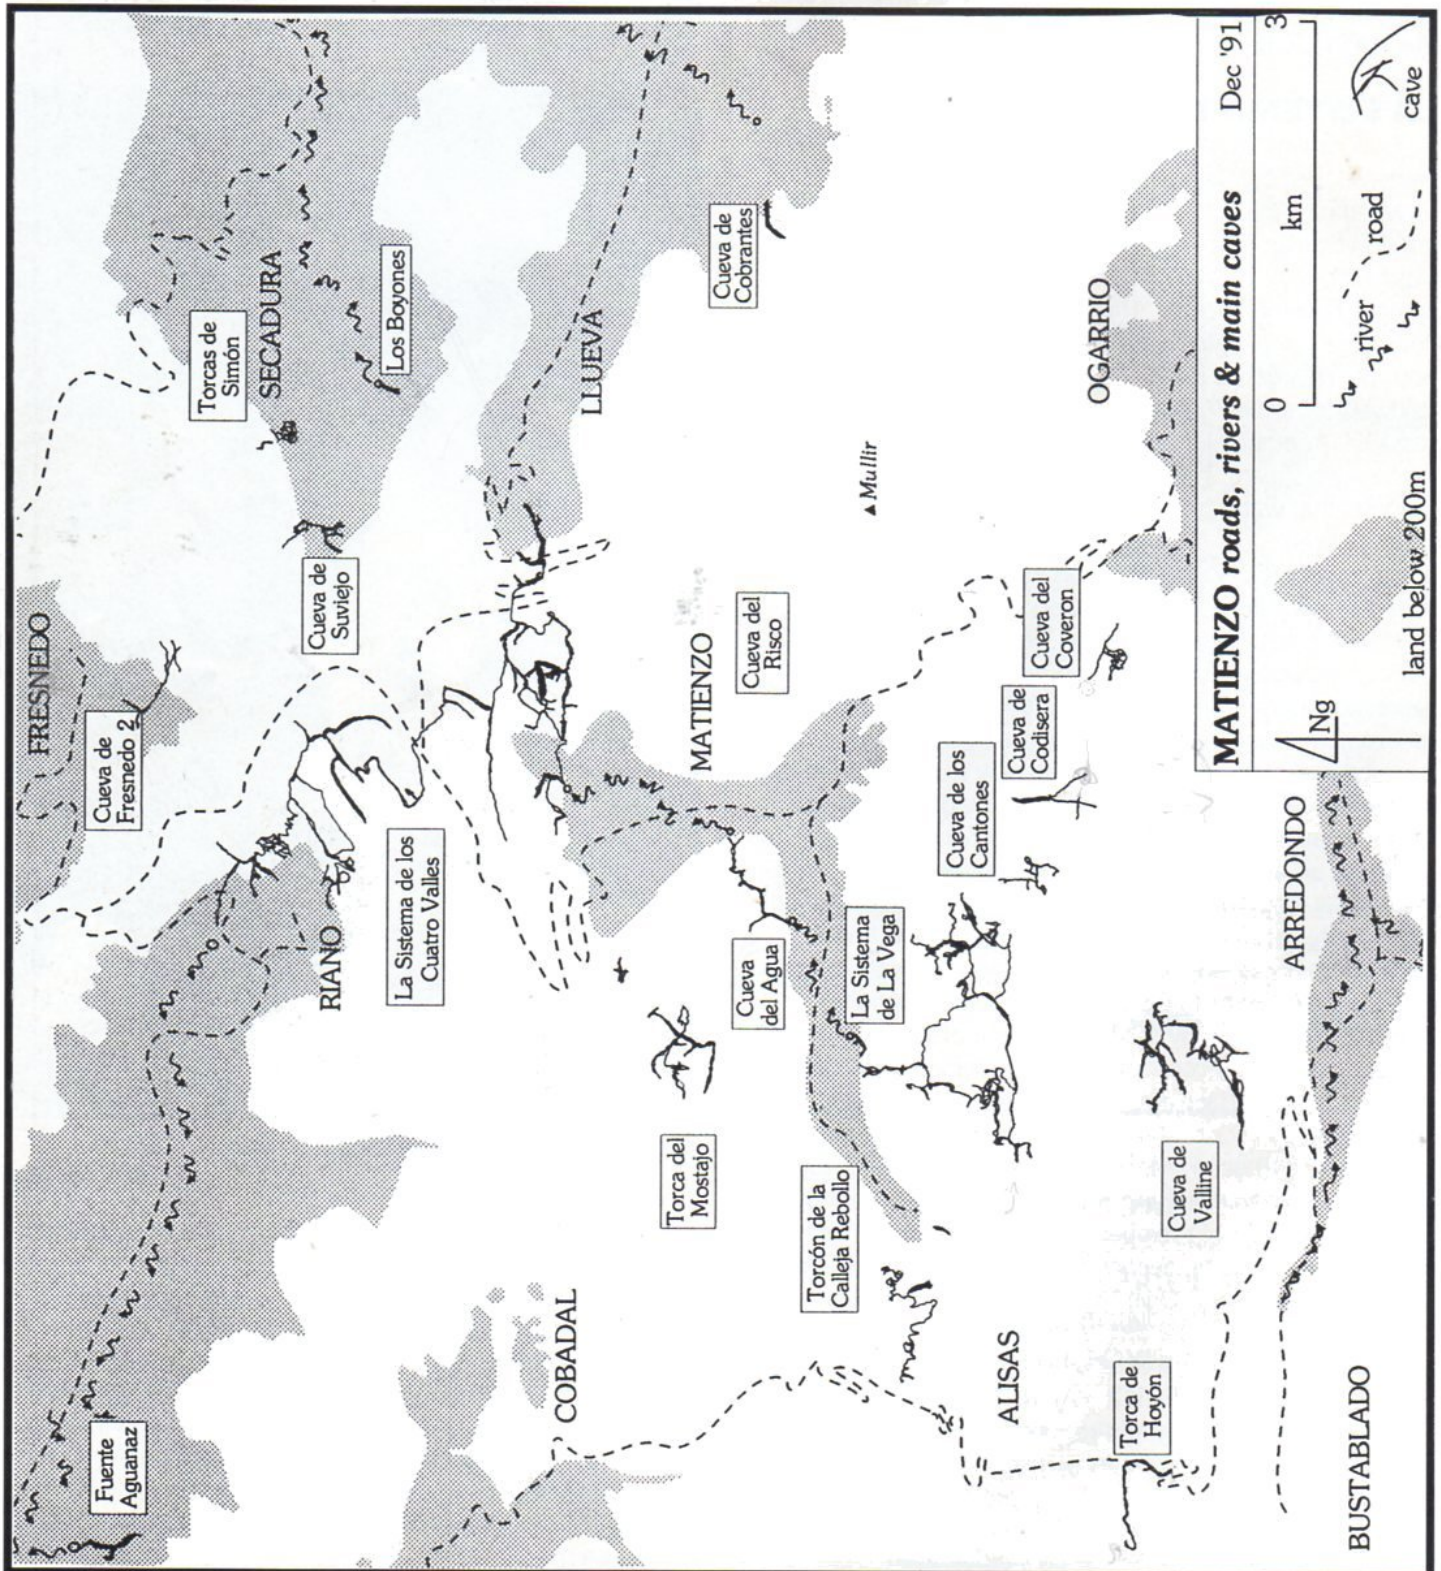 FRESNEDO
Fuente
Aguanaz
Cueva de
Fresnedo 2
Torcas de
Simón
SECADURA
Cueva de
Suviejo
RIANO
Los Boyones
La Sistema de los
Cuatro Valles
COBADAL
LLUEVA
Torca del
Mostajo
MATIENZO
Cueva de
Cobrantes
Cueva
del Agua
Cueva del
Risco
Torcón de la
Calleja Rebollo
Mullir
La Sistema
de La Vega
Cueva de los
Cantones
ALISAS
Cueva de
Codisera
Cueva del
Coveron
OGARRIO
Torca de
Hoyón
Cueva de
Valline
ARREDONDO
BUSTABLADO
MATIENZO roads, rivers & main caves Dec '91
0 km 3
Ng
river
road
land below 200m
cave